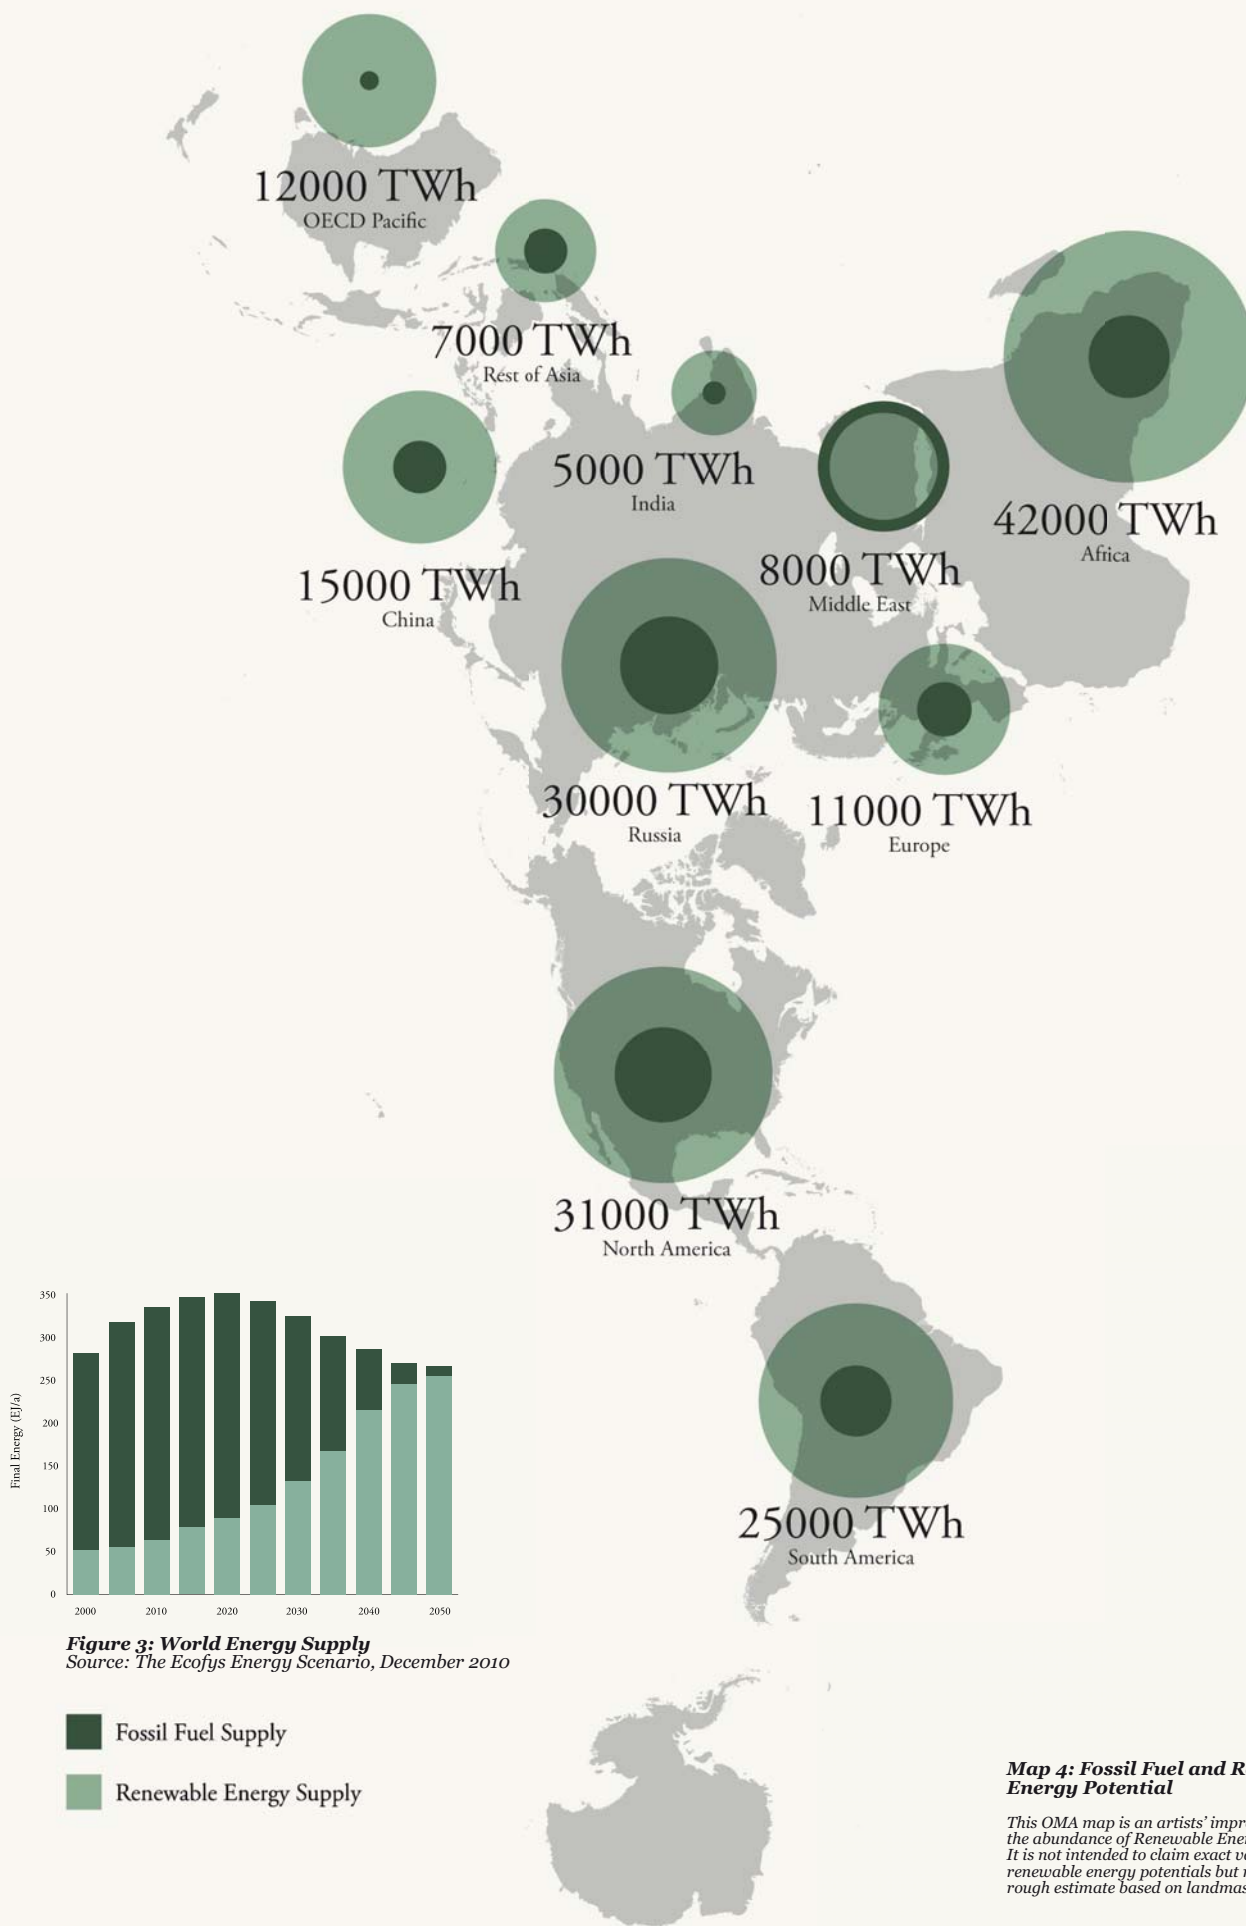 12000 TWh
OECD Pacific
7000 TWh
Rest of Asia
5000 TWh
India
15000 TWh
China
8000 TWh
Middle East
42000 TWh
Africa
30000 TWh
Russia
11000 TWh
Europe
31000 TWh
North America
25000 TWh
South America
Final Energy (EJ/a)
350
300
250
200
150
100
50
0
2000 2010 2020 2030 2040 2050
Figure 3: World Energy Supply
Source: The Ecofys Energy Scenario, December 2010
Fossil Fuel Supply
Renewable Energy Supply
Map 4: Fossil Fuel and
Energy Potential
This OMA map is an artists'
the abundance of Renewable
It is not intended to claim exact
renewable energy potentials but
rough estimate based on